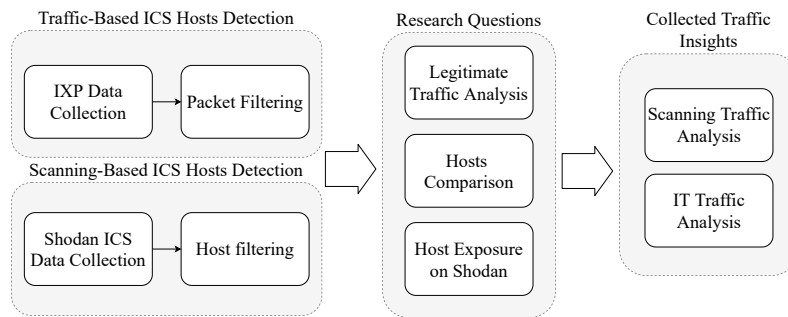 Traffic-Based ICS Hosts Detection
IXP Data
Collection
Packet Filtering
Scanning-Based ICS Hosts Detection
Shodan ICS
Data Collection
Host filtering
Research Questions
Legitimate
Traffic Analysis
Hosts
Comparison
Host Exposure
on Shodan
Collected Traffic
Insights
Scanning Traffic
Analysis
IT Traffic
Analysis